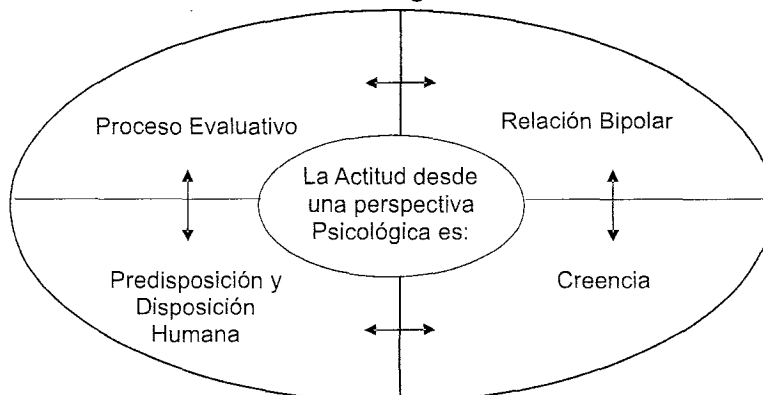 Proceso Evaluativo
Relación Bipolar
La Actitud desde
una perspectiva
Psicológica es:
Predisposición y
Disposición
Humana
Creencia